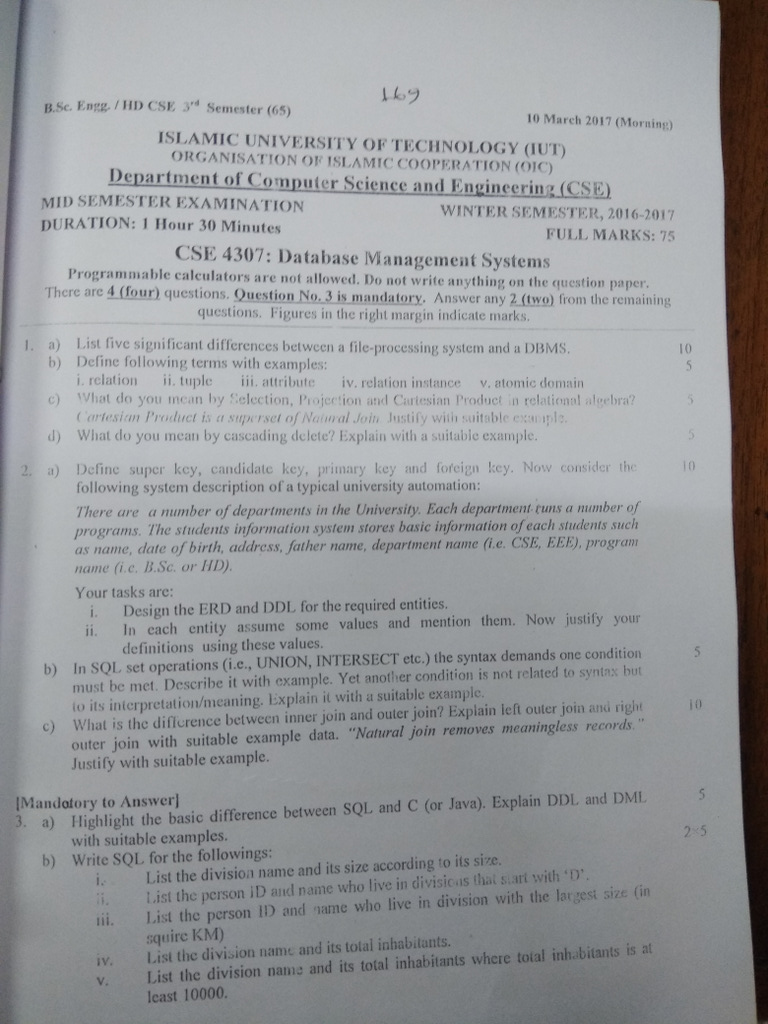 169
B.Sc. Engg. / HD CSE 3rd Semester (65)
10 March 2017 (Morning)
ISLAMIC UNIVERSITY OF TECHNOLOGY (IUT)
ORGANISATION OF ISLAMIC COOPERATION (OIC)
Department of Computer Science and Engineering (CSE)
MID SEMESTER EXAMINATION WINTER SEMESTER, 2016-2017
DURATION: 1 Hour 30 Minutes FULL MARKS: 75
CSE 4307: Database Management Systems
Programmable calculators are not allowed. Do not write anything on the question paper.
There are 4 (four) questions. Question No. 3 is mandatory. Answer any 2 (two) from the remaining
questions. Figures in the right margin indicate marks.
1. a) List five significant differences between a file-processing system and a DBMS. 10
b) Define following terms with examples: 5
i. relation ii. tuple iii. attribute iv. relation instance v. atomic domain
c) What do you mean by Selection, Projection and Cartesian Product in relational algebra? 5
Cartesian Product is a superset of Natural Join. Justify with suitable example.
d) What do you mean by cascading delete? Explain with a suitable example. 5
2. a) Define super key, candidate key, primary key and foreign key. Now consider the 10
following system description of a typical university automation:
There are a number of departments in the University. Each department runs a number of
programs. The students information system stores basic information of each students such
as name, date of birth, address, father name, department name (i.e. CSE, EEE), program
name (i.e. B.Sc. or HD).
Your tasks are:
i. Design the ERD and DDL for the required entities.
ii. In each entity assume some values and mention them. Now justify your
definitions using these values.
b) In SQL set operations (i.e., UNION, INTERSECT etc.) the syntax demands one condition 5
must be met. Describe it with example. Yet another condition is not related to syntax but
to its interpretation/meaning. Explain it with a suitable example.
c) What is the difference between inner join and outer join? Explain left outer join and right 10
outer join with suitable example data. "Natural join removes meaningless records."
Justify with suitable example.
[Mandatory to Answer]
3. a) Highlight the basic difference between SQL and C (or Java). Explain DDL and DML 5
with suitable examples.
b) Write SQL for the followings: 2×5
i. List the division name and its size according to its size.
ii. List the person ID and name who live in divisions that start with 'D'.
iii. List the person ID and name who live in division with the largest size (in
squire KM)
iv. List the division name and its total inhabitants.
v. List the division name and its total inhabitants where total inhabitants is at
least 10000.